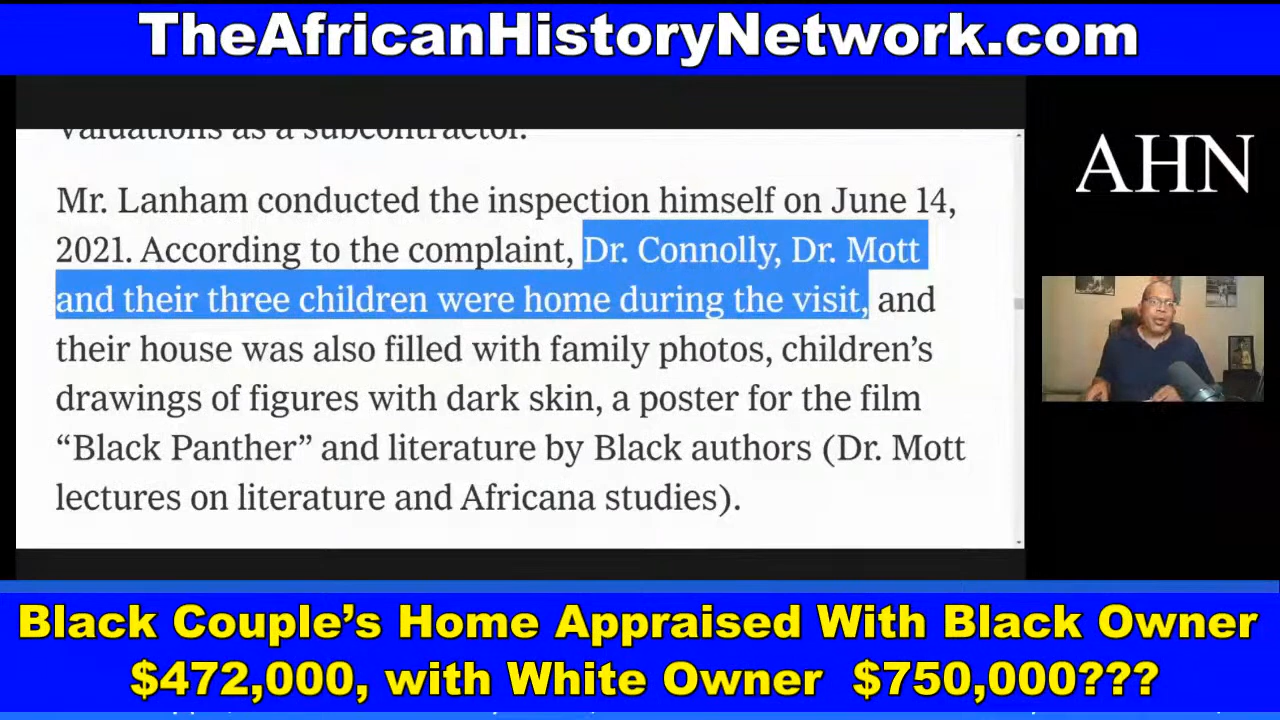 TheAfricanHistoryNetwork.com
valuations as a subcontractor.
Mr. Lanham conducted the inspection himself on June 14,
2021. According to the complaint, Dr. Connolly, Dr. Mott
and their three children were home during the visit, and
their house was also filled with family photos, children’s
drawings of figures with dark skin, a poster for the film
“Black Panther” and literature by Black authors (Dr. Mott
lectures on literature and Africana studies).
AHN
Black Couple’s Home Appraised With Black Owner
$472,000, with White Owner $750,000???